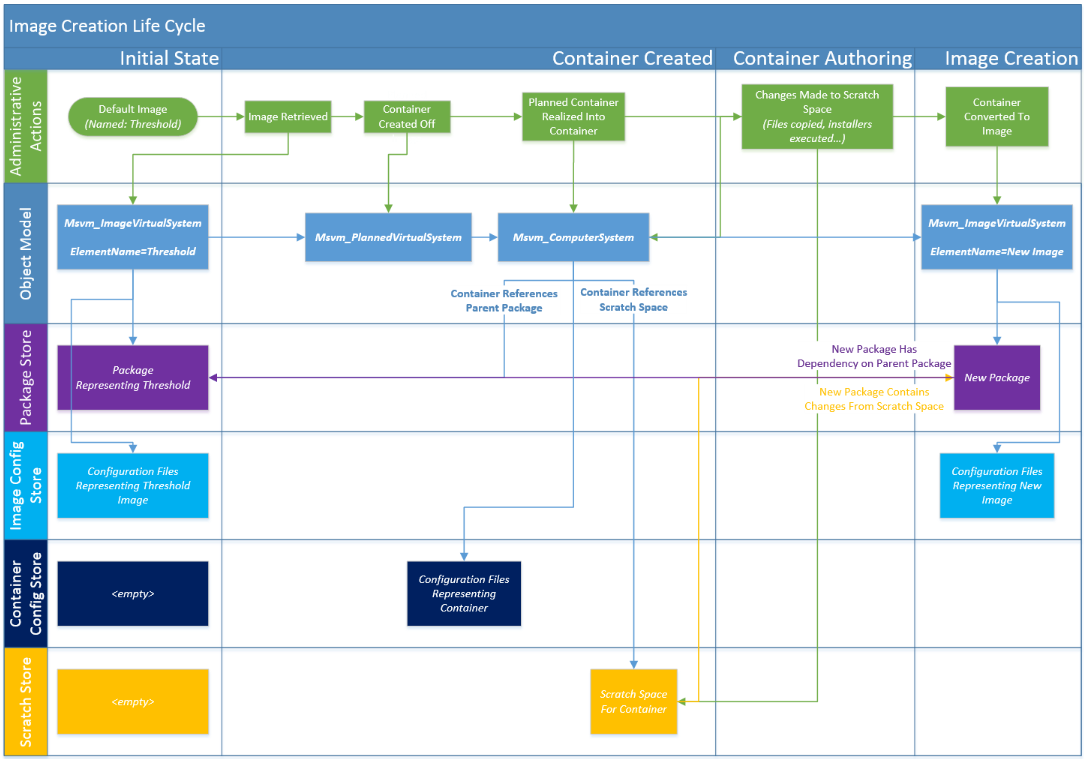 Image Creation Life Cycle
Initial State
Container Created
Container Authoring
Image Creation
Administrative
Actions
Default Image
(Named: Threshold)
Image Retrieved
Container
Created Off
Planned Container
Realized Into
Container
Changes Made to Scratch
Space
(Files copied, installers
executed...)
Container
Converted To
Image
Object Model
Msvm_ImageVirtualSystem
ElementName=Threshold
Msvm_PlannedVirtualSystem
Msvm_ComputerSystem
Msvm_ImageVirtualSystem
ElementName=New Image
Container References
Parent Package
Container References
Scratch Space
Package Store
Package
Representing Threshold
New Package Has
Dependency on Parent Package
New Package Contains
Changes From Scratch Space
New Package
Image Config
Store
Configuration Files
Representing Threshold
Image
Configuration Files
Representing New
Image
Container
Config Store
<empty>
Configuration Files
Representing
Container
Scratch Store
<empty>
Scratch Space
For Container